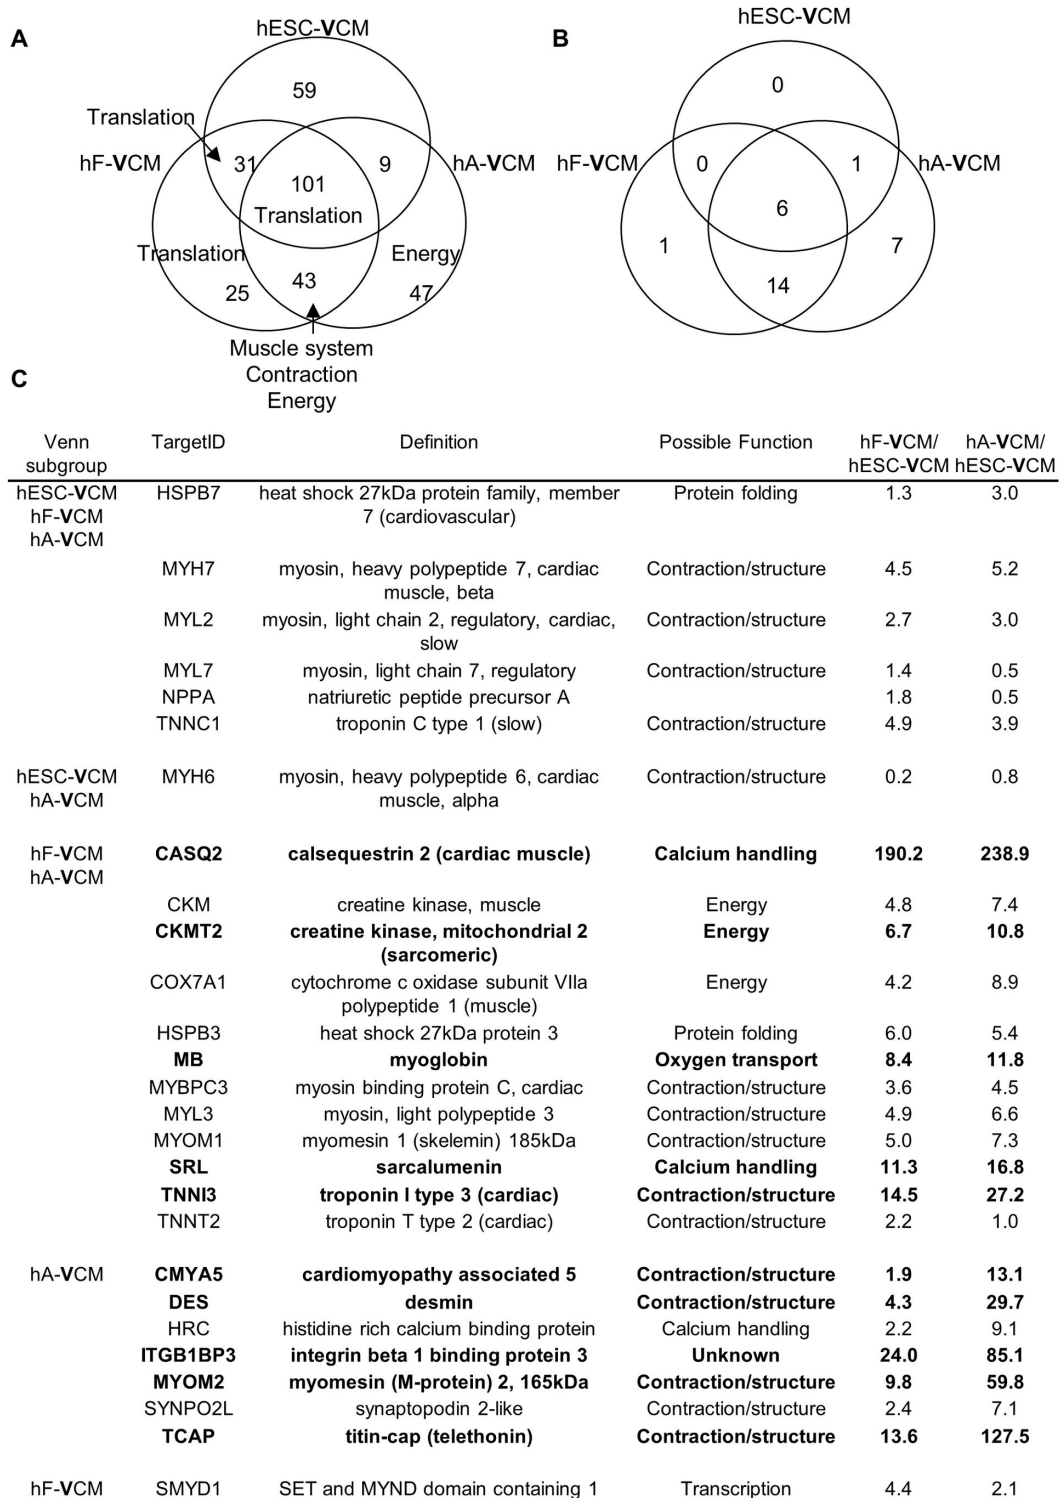 A
hESC-VCM
59
Translation
hF-VCM
31
9
hA-VCM
101
Translation
Translation
Energy
43
25
47
Muscle system
Contraction
Energy
B
hESC-VCM
0
hF-VCM
0
1
hA-VCM
6
1
7
14
C
Venn subgroup TargetID Definition Possible Function hF-VCM/ hESC-VCM hA-VCM/ hESC-VCM
hESC-VCM HSPB7 heat shock 27kDa protein family, member Protein folding 1.3 3.0
hF-VCM 7 (cardiovascular)
hA-VCM
MYH7 myosin, heavy polypeptide 7, cardiac Contraction/structure 4.5 5.2
muscle, beta
MYL2 myosin, light chain 2, regulatory, cardiac, Contraction/structure 2.7 3.0
slow
MYL7 myosin, light chain 7, regulatory Contraction/structure 1.4 0.5
NPPA natriuretic peptide precursor A 1.8 0.5
TNNC1 troponin C type 1 (slow) Contraction/structure 4.9 3.9
hESC-VCM MYH6 myosin, heavy polypeptide 6, cardiac Contraction/structure 0.2 0.8
hA-VCM muscle, alpha
hF-VCM CASQ2 calsequestrin 2 (cardiac muscle) Calcium handling 190.2 238.9
hA-VCM
CKM creatine kinase, muscle Energy 4.8 7.4
CKMT2 creatine kinase, mitochondrial 2 Energy 6.7 10.8
(sarcomeric)
COX7A1 cytochrome c oxidase subunit VIIa Energy 4.2 8.9
polypeptide 1 (muscle)
HSPB3 heat shock 27kDa protein 3 Protein folding 6.0 5.4
MB myoglobin Oxygen transport 8.4 11.8
MYBPC3 myosin binding protein C, cardiac Contraction/structure 3.6 4.5
MYL3 myosin, light polypeptide 3 Contraction/structure 4.9 6.6
MYOM1 myomesin 1 (skelemin) 185kDa Contraction/structure 5.0 7.3
SRL sarcalumenin Calcium handling 11.3 16.8
TNNI3 troponin I type 3 (cardiac) Contraction/structure 14.5 27.2
TNNT2 troponin T type 2 (cardiac) Contraction/structure 2.2 1.0
hA-VCM CMYA5 cardiomyopathy associated 5 Contraction/structure 1.9 13.1
DES desmin Contraction/structure 4.3 29.7
HRC histidine rich calcium binding protein Calcium handling 2.2 9.1
ITGB1BP3 integrin beta 1 binding protein 3 Unknown 24.0 85.1
MYOM2 myomesin (M-protein) 2, 165kDa Contraction/structure 9.8 59.8
SYNPO2L synaptopodin 2-like Contraction/structure 2.4 7.1
TCAP titin-cap (telethonin) Contraction/structure 13.6 127.5
hF-VCM SMYD1 SET and MYND domain containing 1 Transcription 4.4 2.1